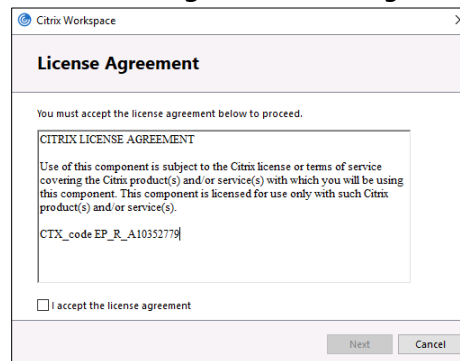 Citrix Workspace
License Agreement
You must accept the license agreement below to proceed.
CITRIX LICENSE AGREEMENT
Use of this component is subject to the Citrix license or terms of service
covering the Citrix product(s) and/or service(s) with which you will be using
this component. This component is licensed for use only with such Citrix
product(s) and/or service(s).
CTX_code EP_R_A10352779
I accept the license agreement
Next Cancel